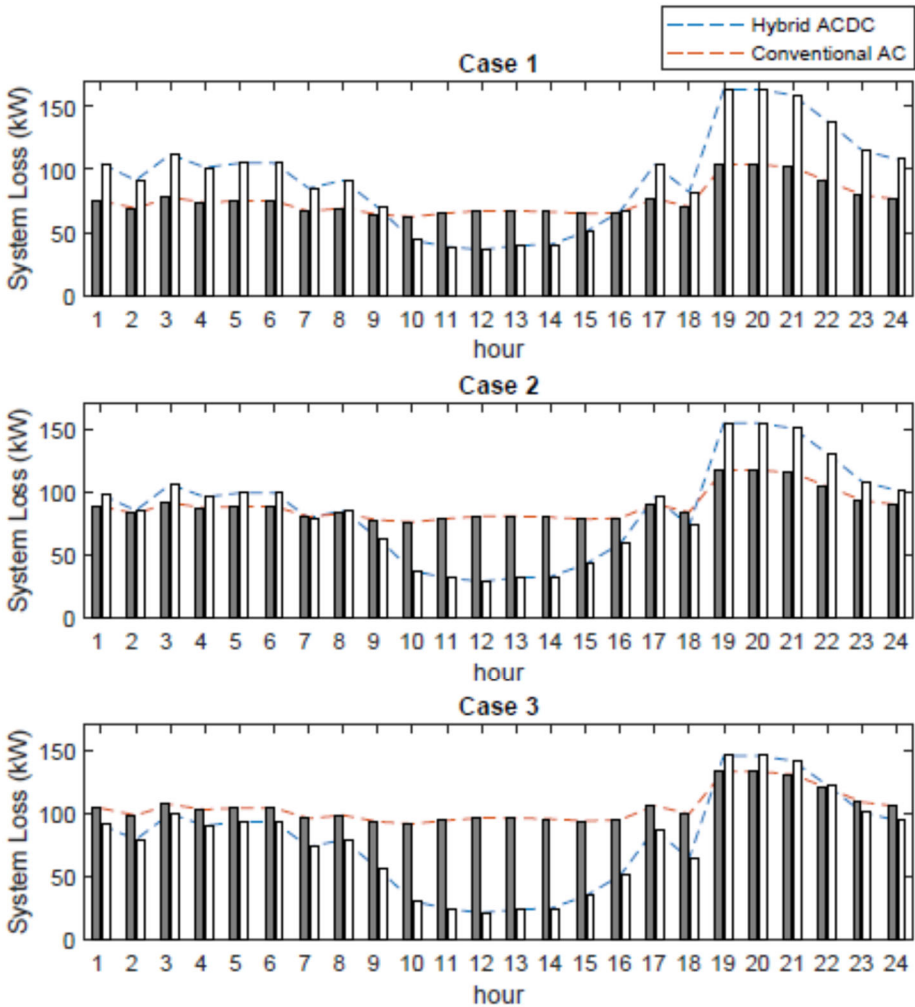 Hybrid ACDC
Conventional AC
Case 1
System Loss (kW)
150
100
50
0
1 2 3 4 5 6 7 8 9 10 11 12 13 14 15 16 17 18 19 20 21 22 23 24
hour
Case 2
System Loss (kW)
150
100
50
0
1 2 3 4 5 6 7 8 9 10 11 12 13 14 15 16 17 18 19 20 21 22 23 24
hour
Case 3
System Loss (kW)
150
100
50
0
1 2 3 4 5 6 7 8 9 10 11 12 13 14 15 16 17 18 19 20 21 22 23 24
hour